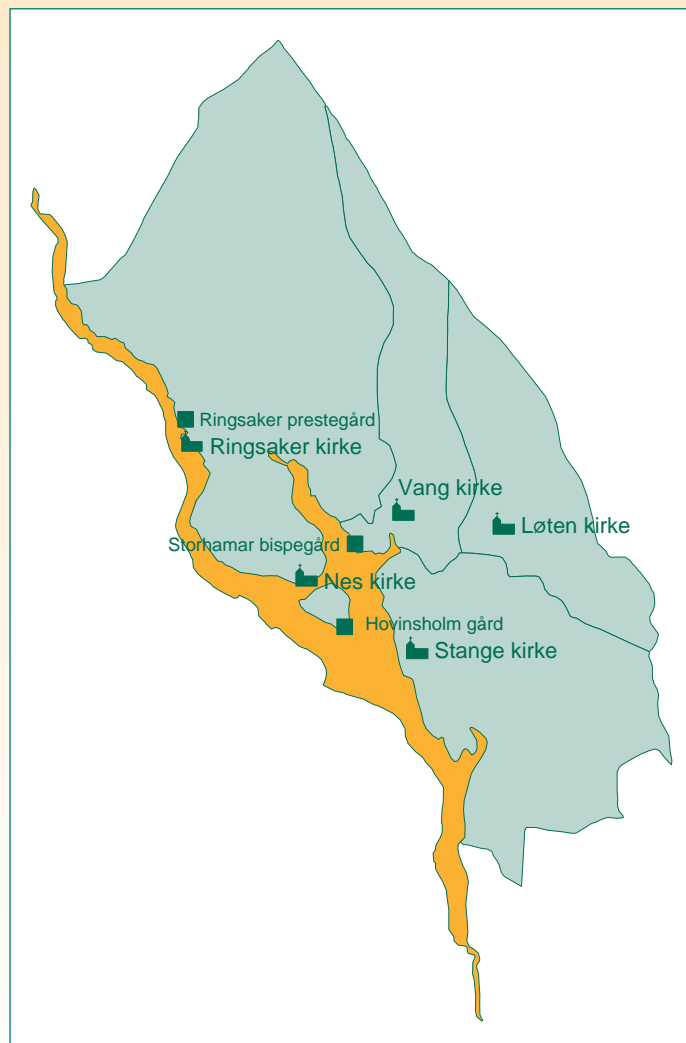 Ringsaker prestegård
Ringsaker kirke
Vang kirke
Løten kirke
Storhamar bispegård
Nes kirke
Hovinsholm gård
Stange kirke